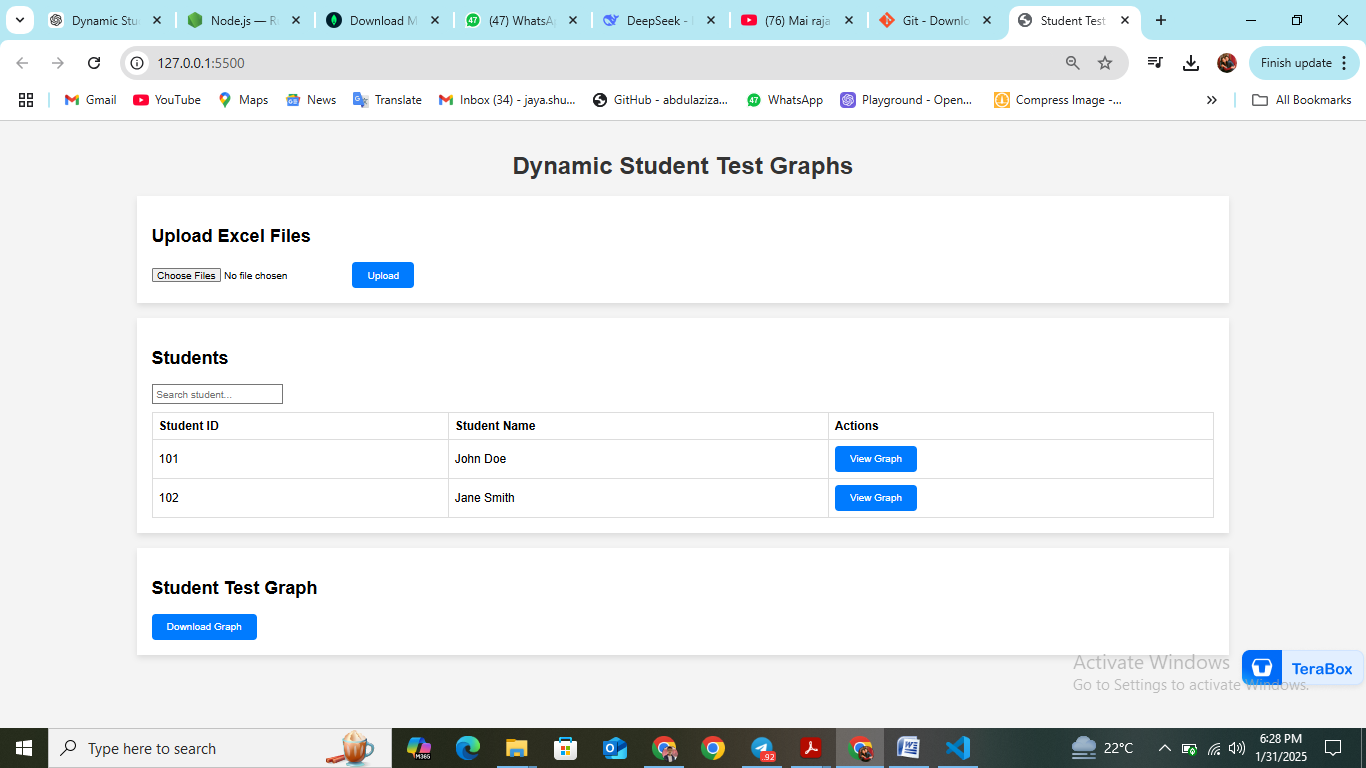 Dynamic Stu
Node.js — R
Download M
(47) WhatsA
DeepSeek -
(76) Mai raja
Git - Downlo
Student Test
127.0.0.1:5500
Finish update
Gmail
YouTube
Maps
News
Translate
Inbox (34) - jaya.shu...
GitHub - abdulaziza...
47
WhatsApp
Playground - Open...
Compress Image -...
All Bookmarks
Dynamic Student Test Graphs
Upload Excel Files
Choose Files No file chosen Upload
Students
Search student...
Student ID Student Name Actions
101 John Doe View Graph
102 Jane Smith View Graph
Student Test Graph
Download Graph
Activate Windows
Go to Settings to activate Windows.
TeraBox
Type here to search
M365
.92
22°C
6:28 PM
1/31/2025